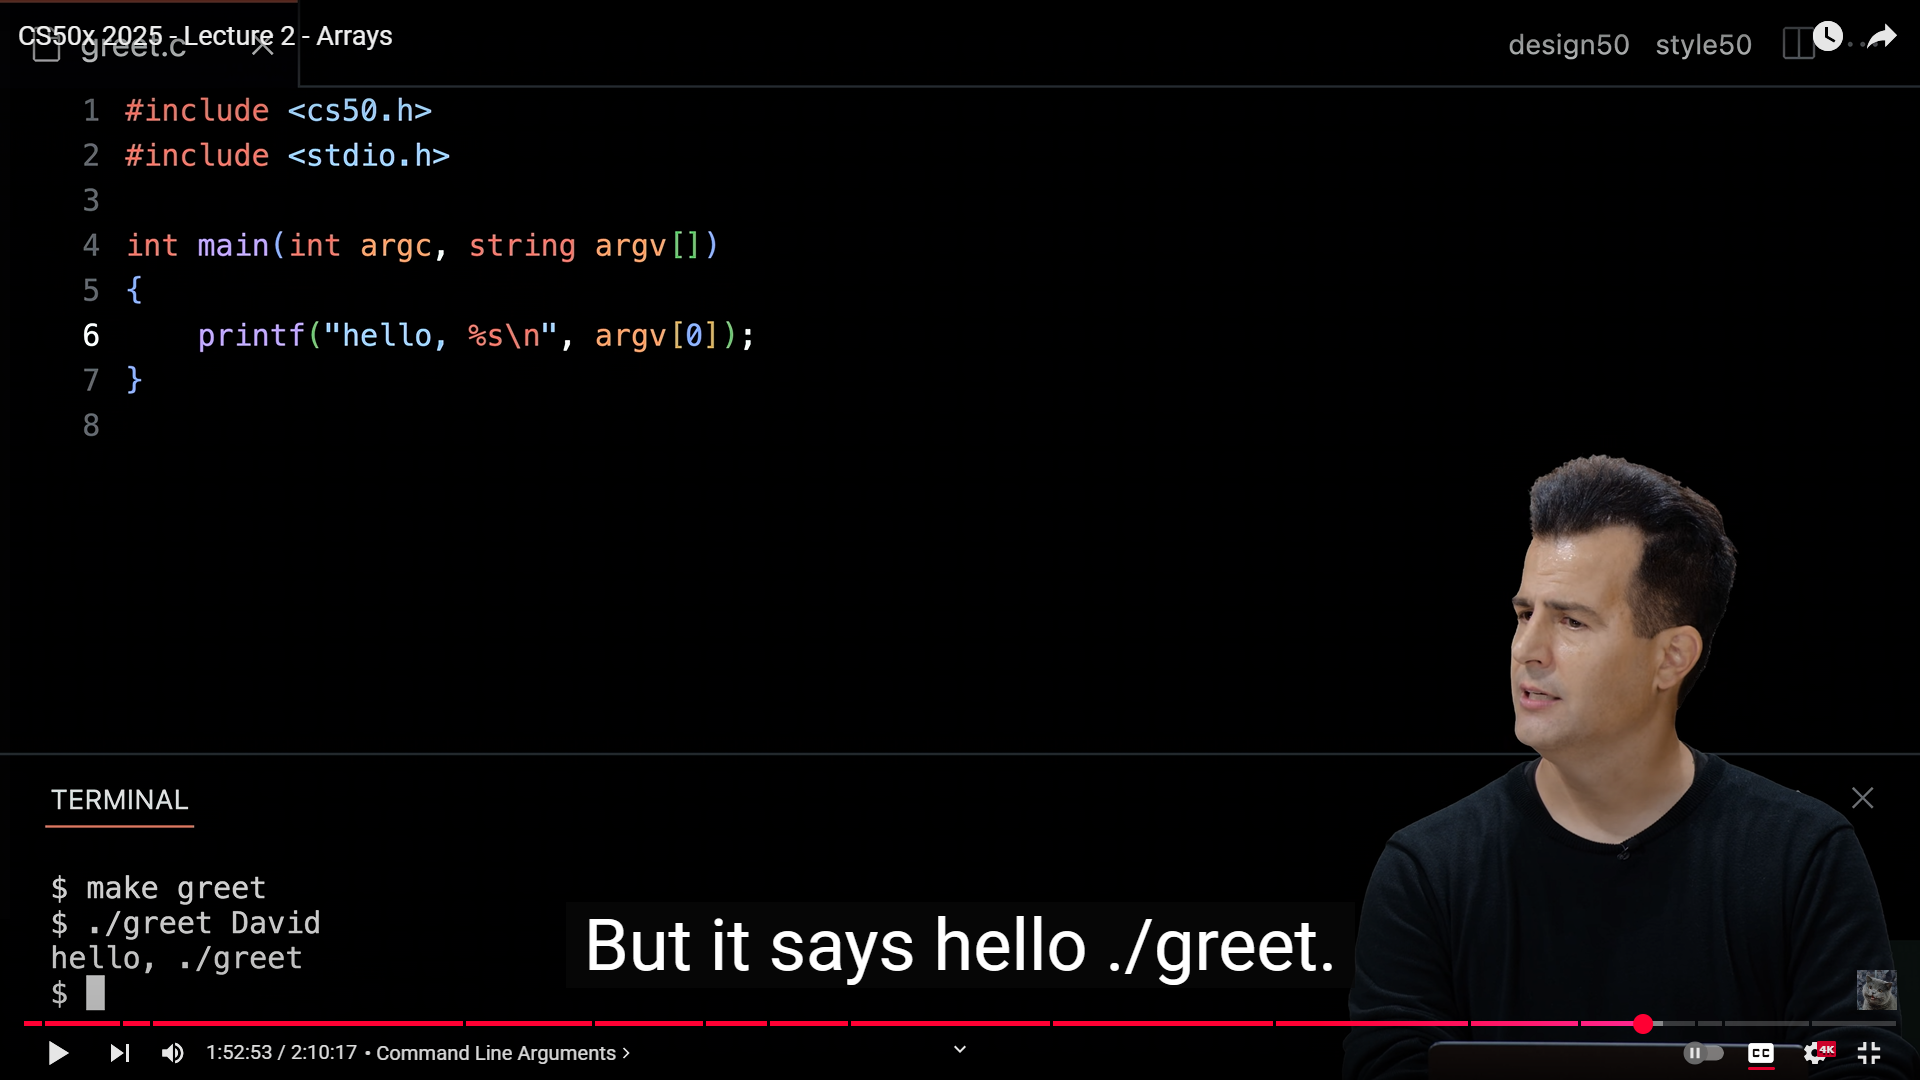 CS50x 2025 - Lecture 2 - Arrays
greet.c
design50 style50
1 #include <cs50.h>
2 #include <stdio.h>
3
4 int main(int argc, string argv[])
5 {
6     printf("hello, %s\n", argv[0]);
7 }
8
TERMINAL
$ make greet
$ ./greet David
hello, ./greet
$
But it says hello ./greet.
1:52:53 / 2:10:17 • Command Line Arguments
CC
4K